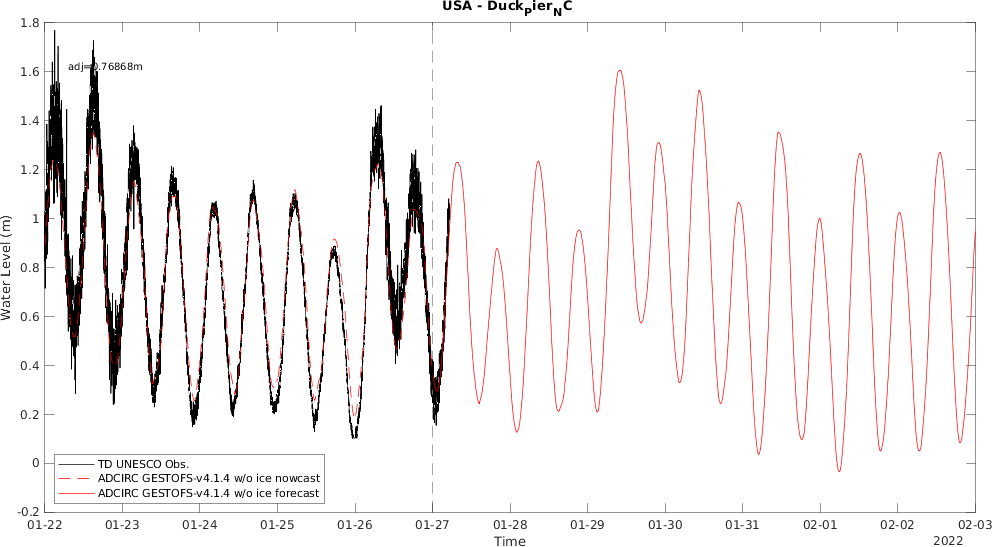 USA - Duck_Pier_NC
1.8
1.6
1.4
1.2
1
0.8
0.6
0.4
0.2
0
-0.2
Water Level (m)
adj=0.76868m
TD UNESCO Obs.
ADCIRC GESTOFS-v4.1.4 w/o ice nowcast
ADCIRC GESTOFS-v4.1.4 w/o ice forecast
01-22 01-23 01-24 01-25 01-26 01-27 01-28 01-29 01-30 01-31 02-01 02-02 02-03
Time
2022